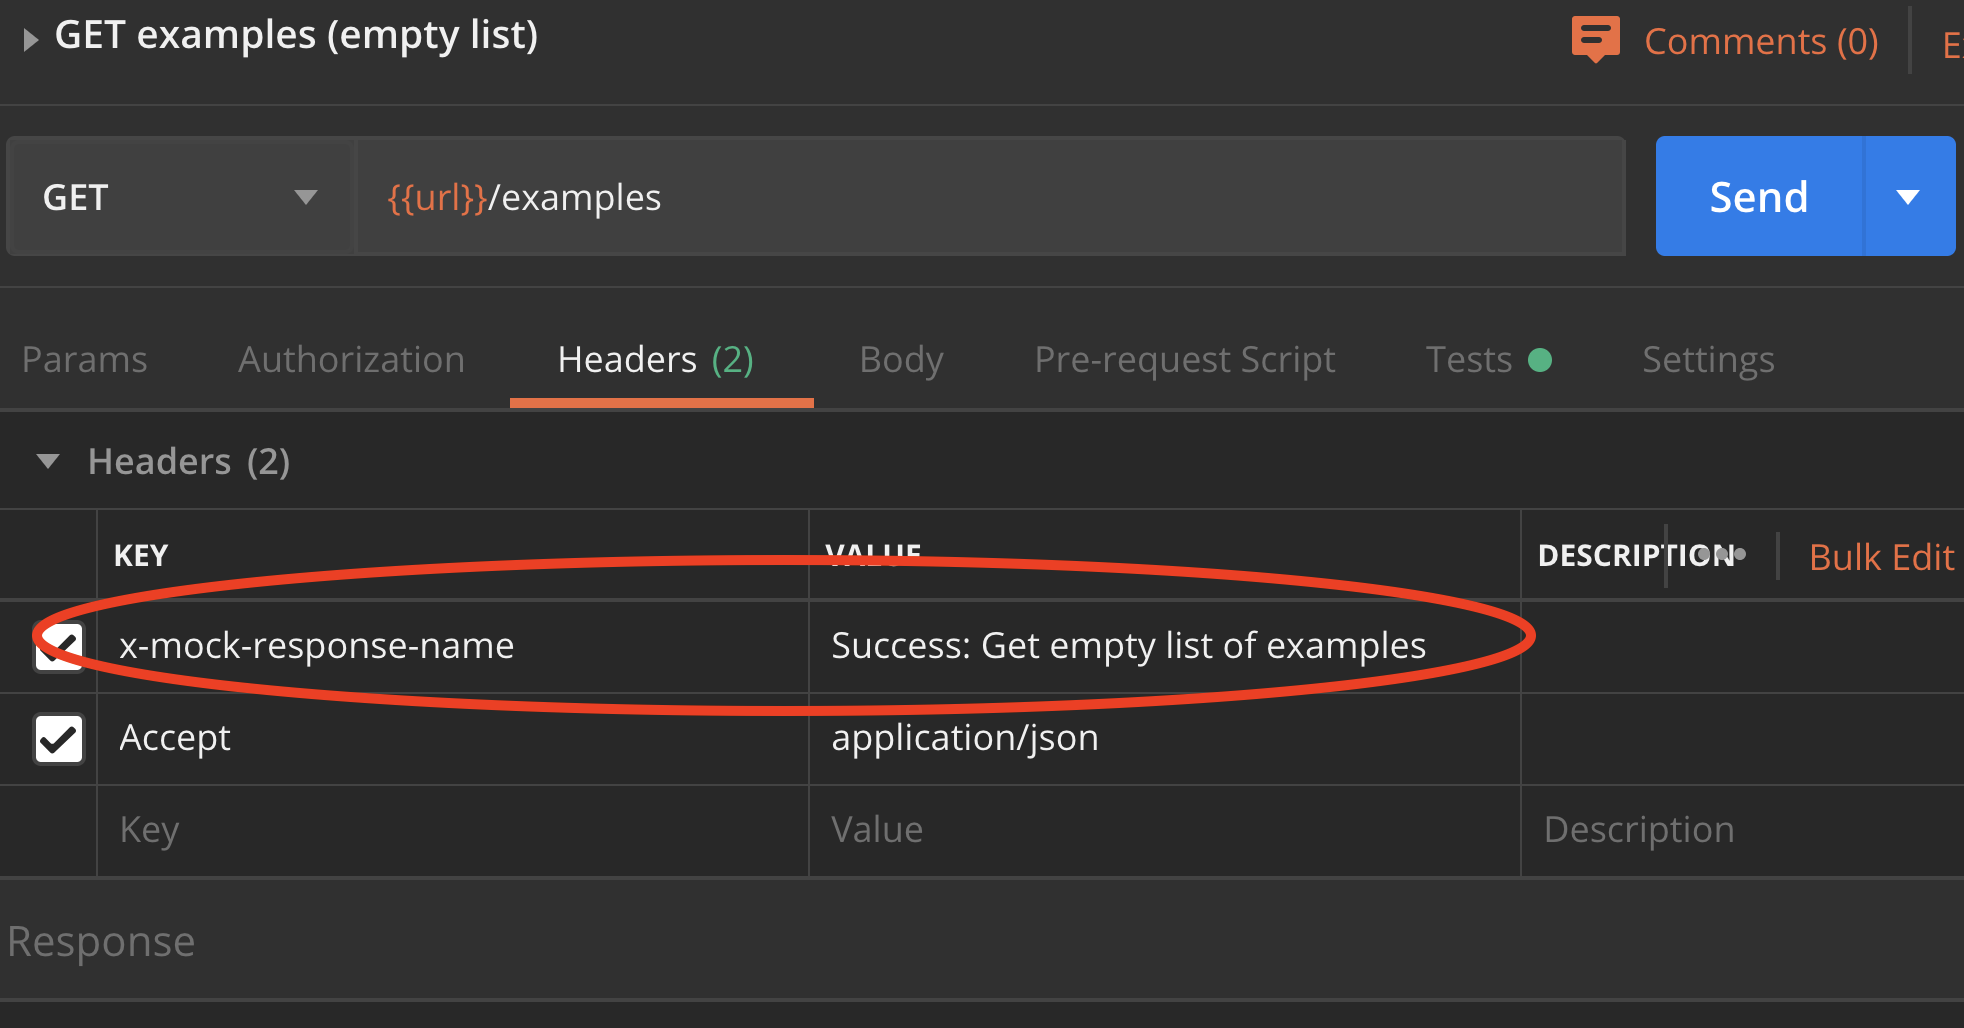 GET examples (empty list)
Comments (0)
GET
{{url}}/examples
Send
Params Authorization Headers (2) Body Pre-request Script Tests Settings
Headers (2)
KEY VALUE DESCRIPTION Bulk Edit
x-mock-response-name Success: Get empty list of examples
Accept application/json
Key Value Description
Response